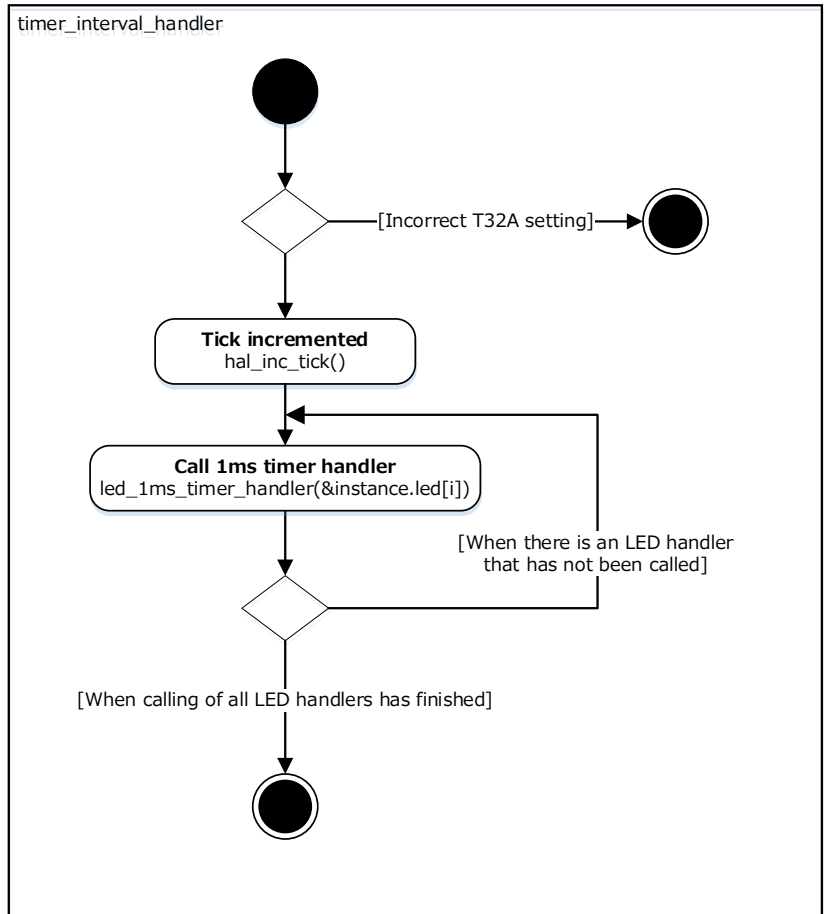 timer_interval_handler
[Incorrect T32A setting]
Tick incremented
hal_inc_tick()
Call 1ms timer handler
led_1ms_timer_handler(&instance.led[i])
[When there is an LED handler
that has not been called]
[When calling of all LED handlers has finished]